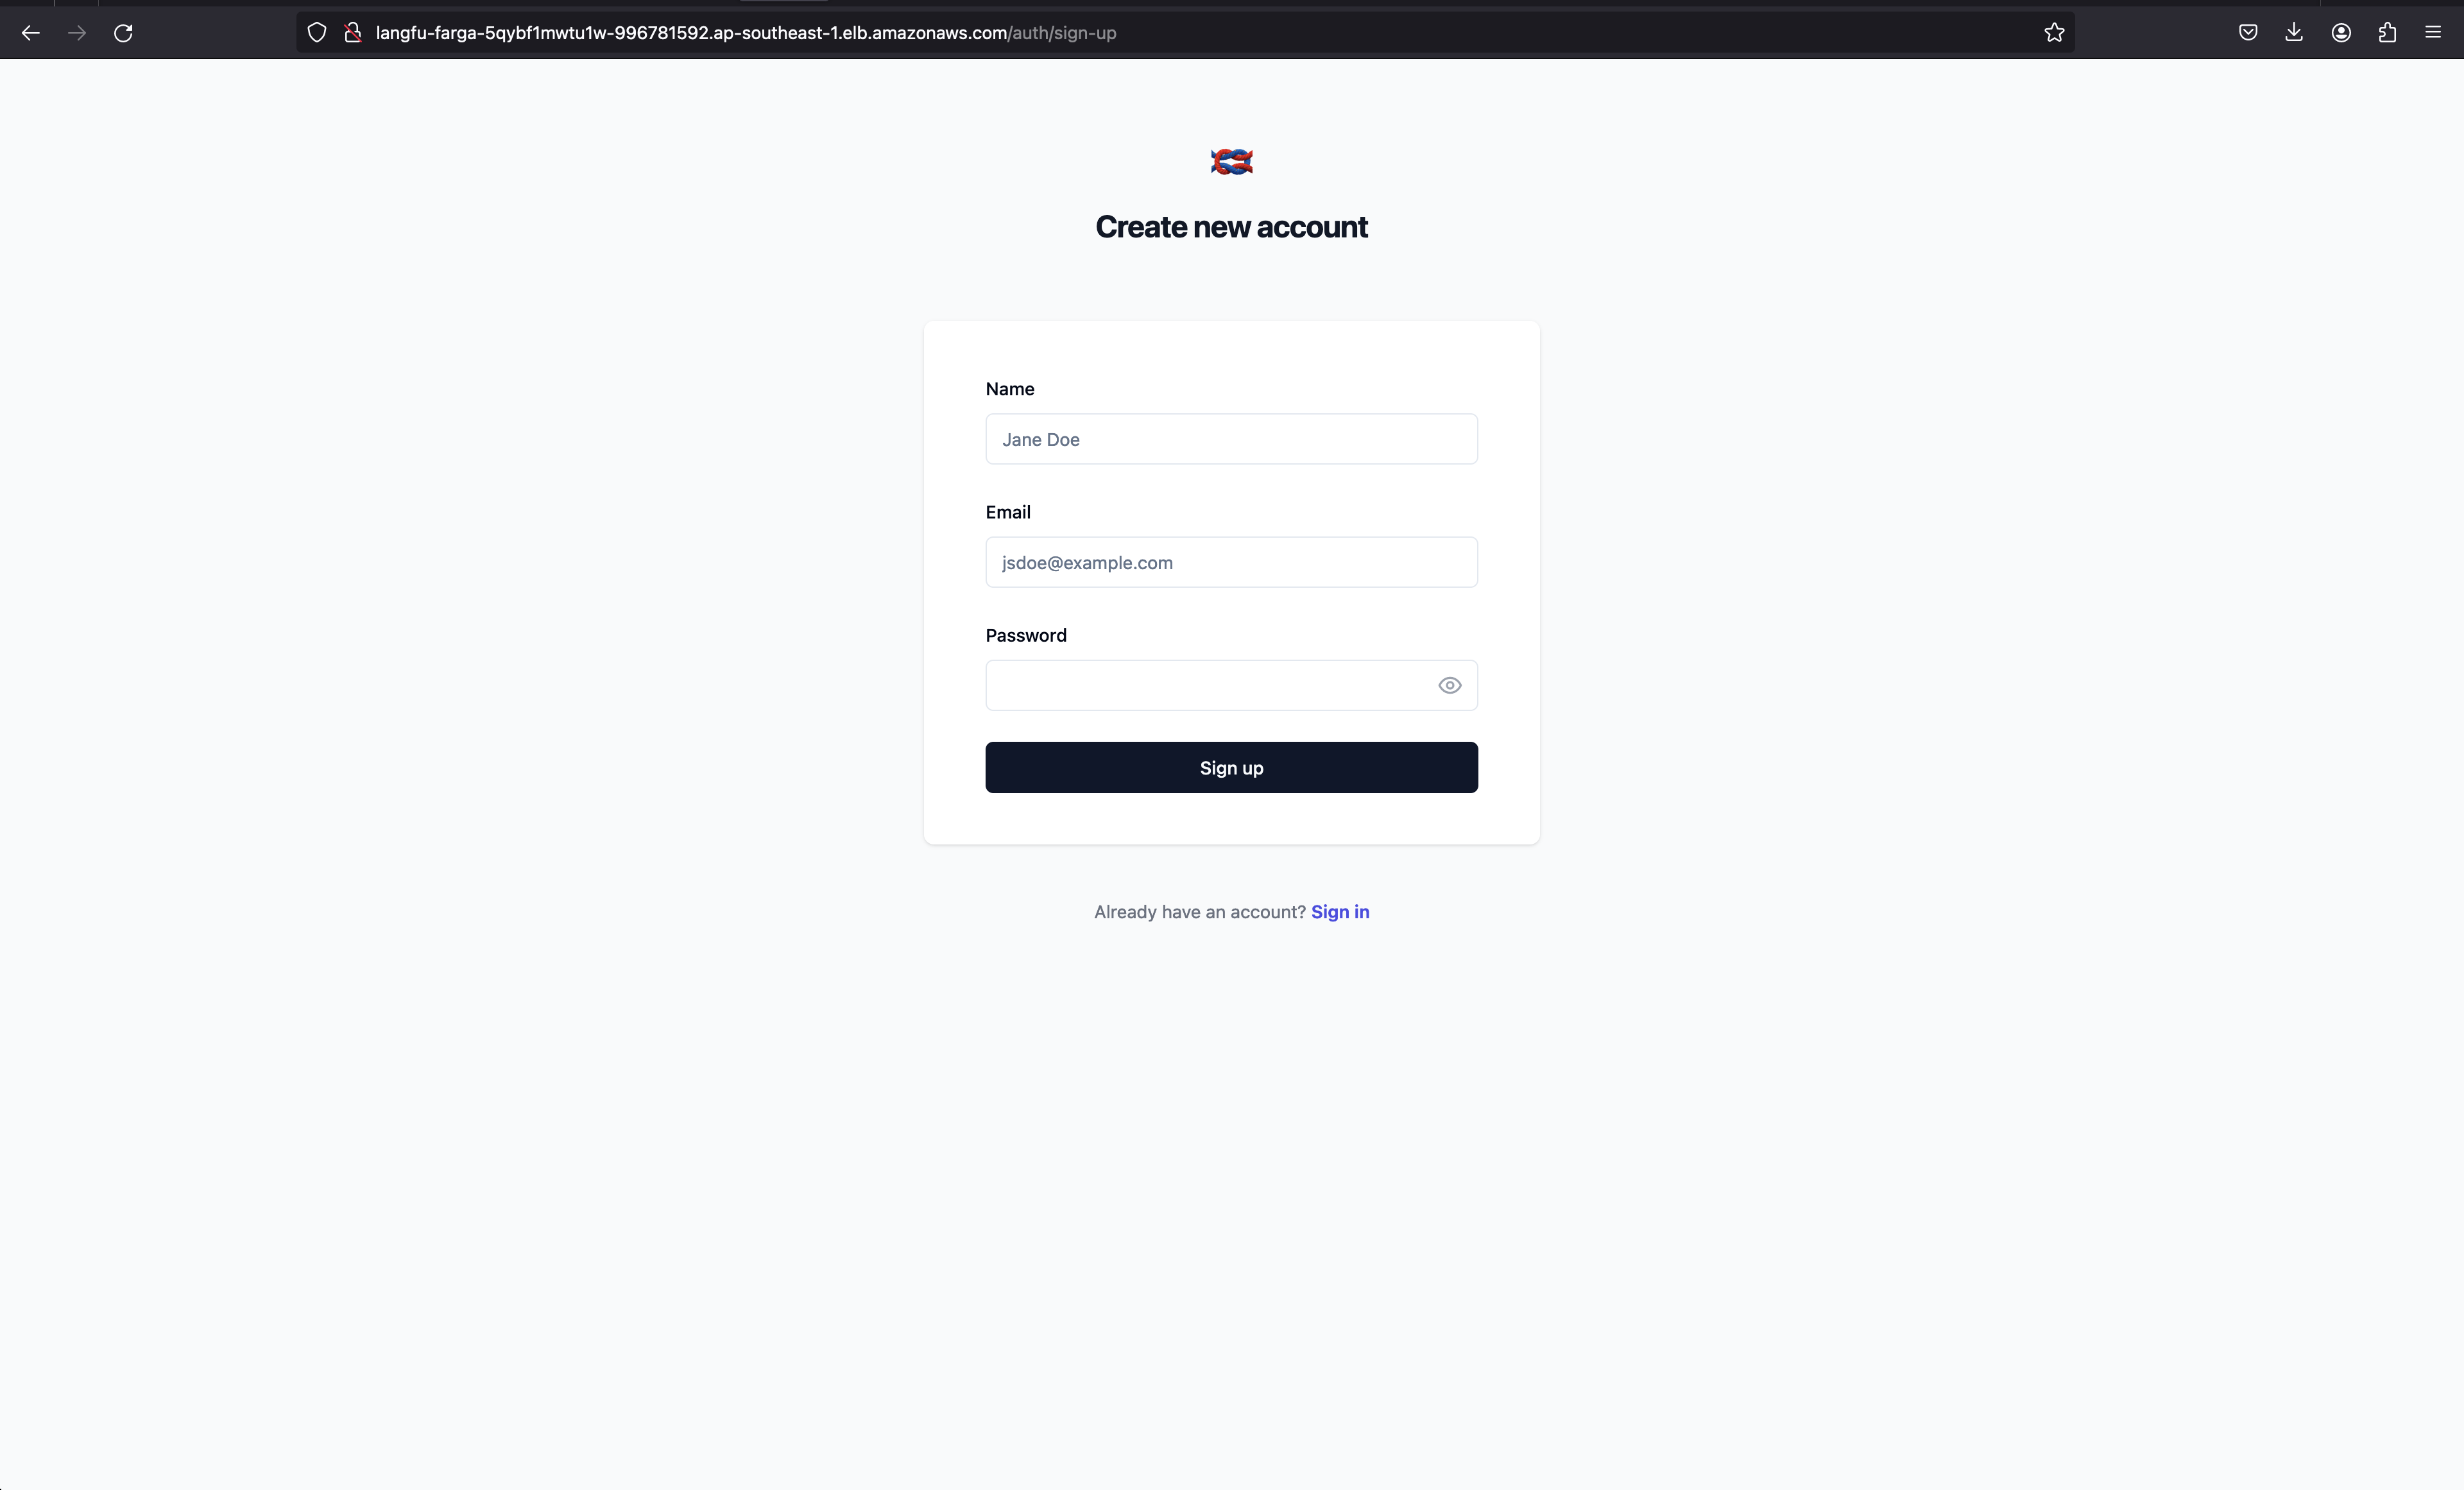 langfu-farga-5qybf1mwtu1w-996781592.ap-southeast-1.elb.amazonaws.com/auth/sign-up
Create new account
Name
Jane Doe
Email
jsdoe@example.com
Password
Sign up
Already have an account? Sign in